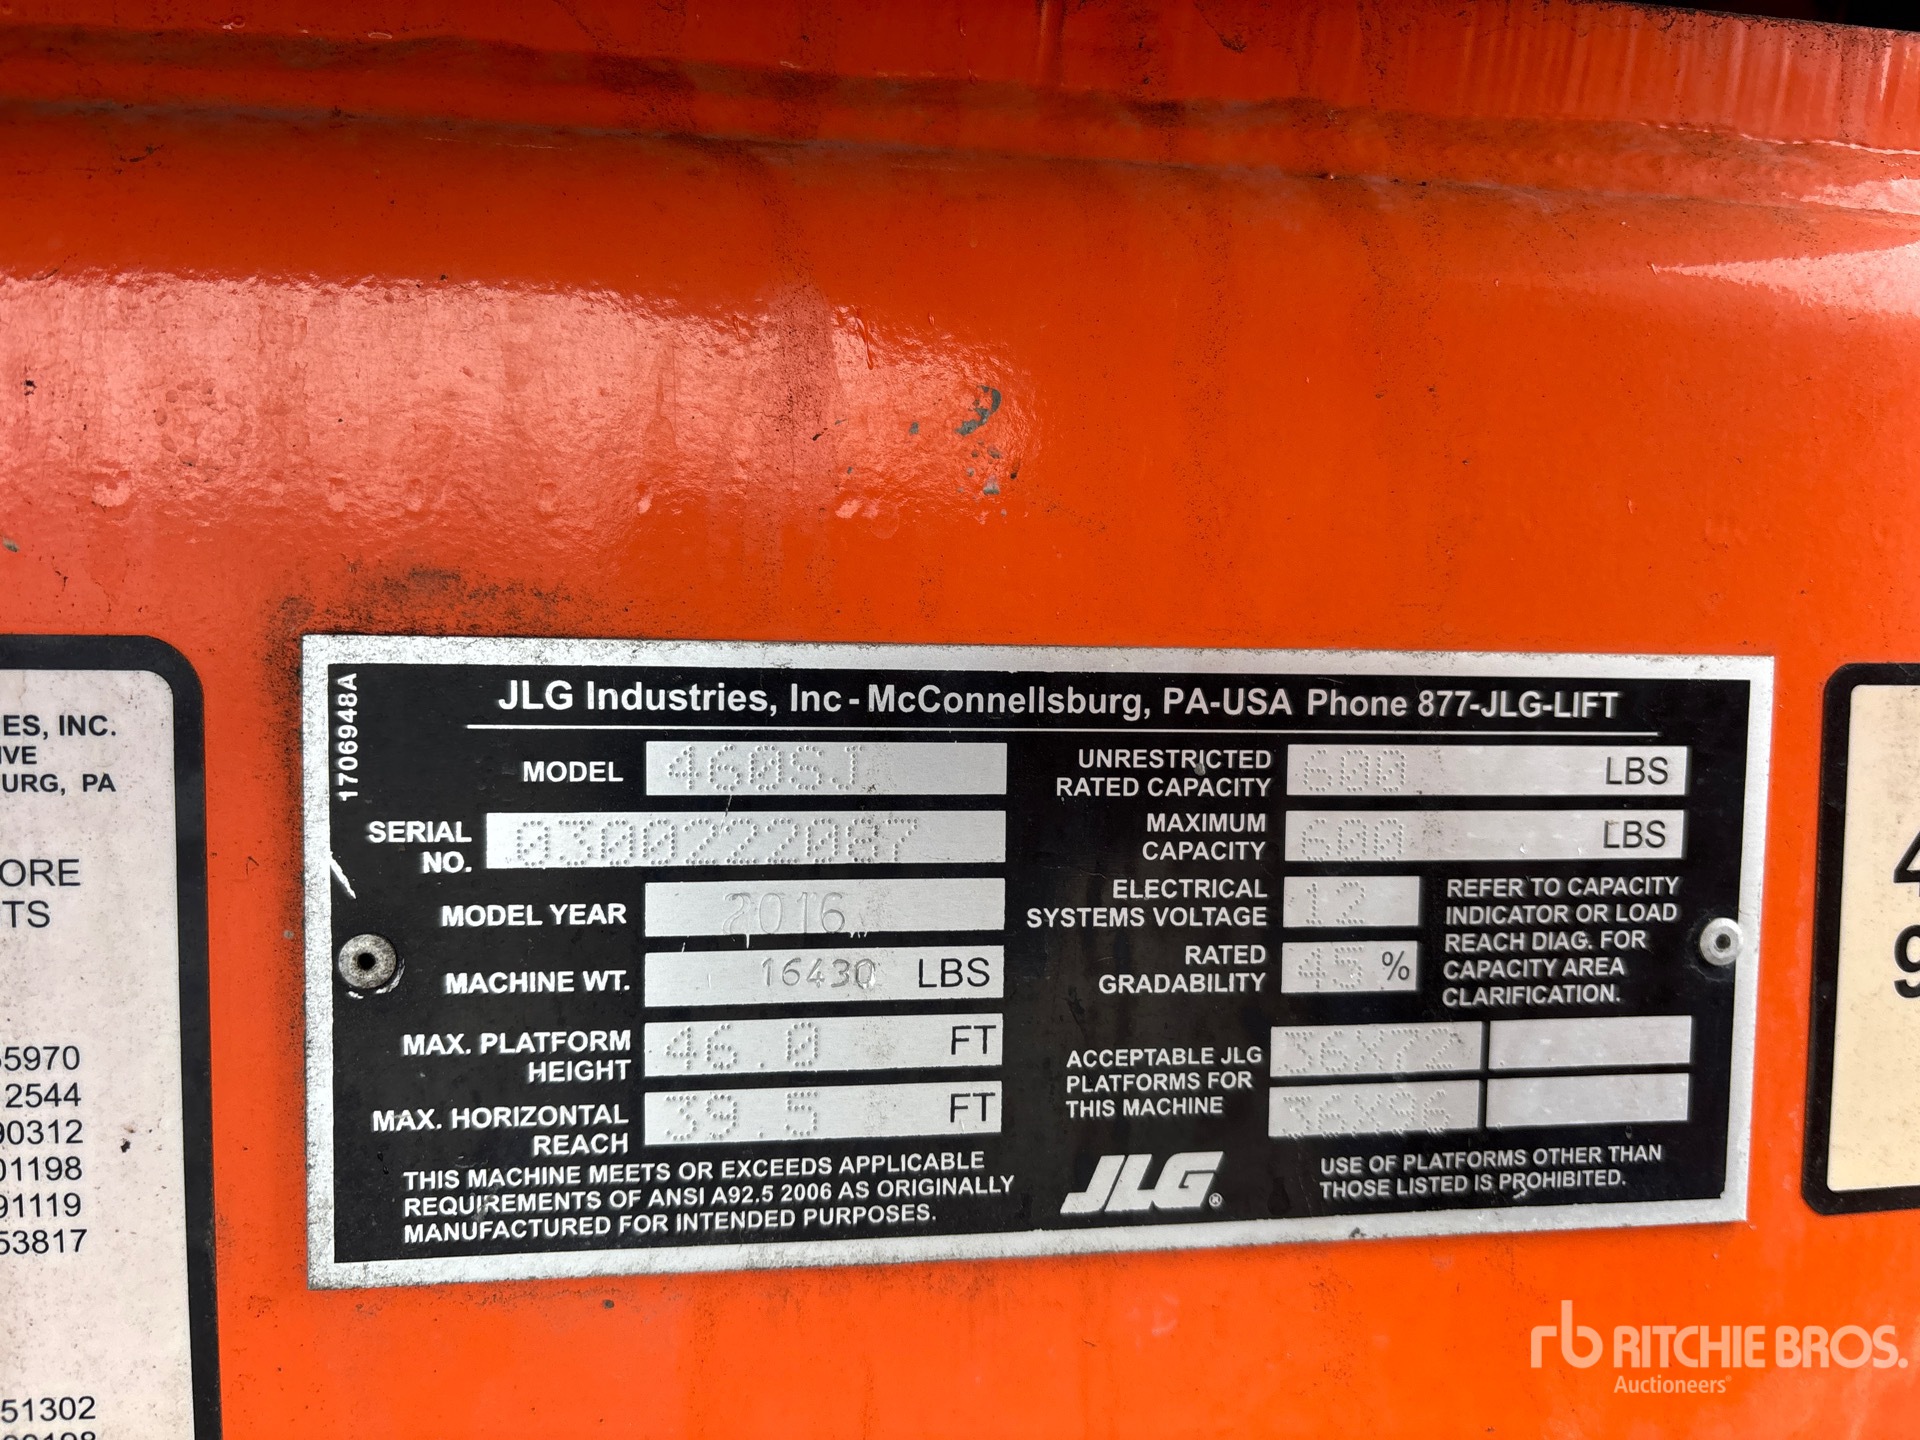 ES, INC.
IVE
URG, PA
ORE
TS
65970
12544
90312
01198
91119
53817
51302
1706948A
JLG Industries, Inc - McConnellsburg, PA-USA Phone 877-JLG-LIFT
MODEL 460SJ
SERIAL NO. 0300222087
MODEL YEAR 2016
MACHINE WT. 16430 LBS
MAX. PLATFORM HEIGHT 46.0 FT
MAX. HORIZONTAL REACH 39.5 FT
THIS MACHINE MEETS OR EXCEEDS APPLICABLE
REQUIREMENTS OF ANSI A92.5 2006 AS ORIGINALLY
MANUFACTURED FOR INTENDED PURPOSES.
UNRESTRICTED
RATED CAPACITY 600 LBS
MAXIMUM
CAPACITY 600 LBS
ELECTRICAL
SYSTEMS VOLTAGE 12
RATED
GRADABILITY 45 %
REFER TO CAPACITY
INDICATOR OR LOAD
REACH DIAG. FOR
CAPACITY AREA
CLARIFICATION.
ACCEPTABLE JLG
PLATFORMS FOR
THIS MACHINE
36X72
36X96
JLG®
USE OF PLATFORMS OTHER THAN
THOSE LISTED IS PROHIBITED.
rb RITCHIE BROS.
Auctioneers